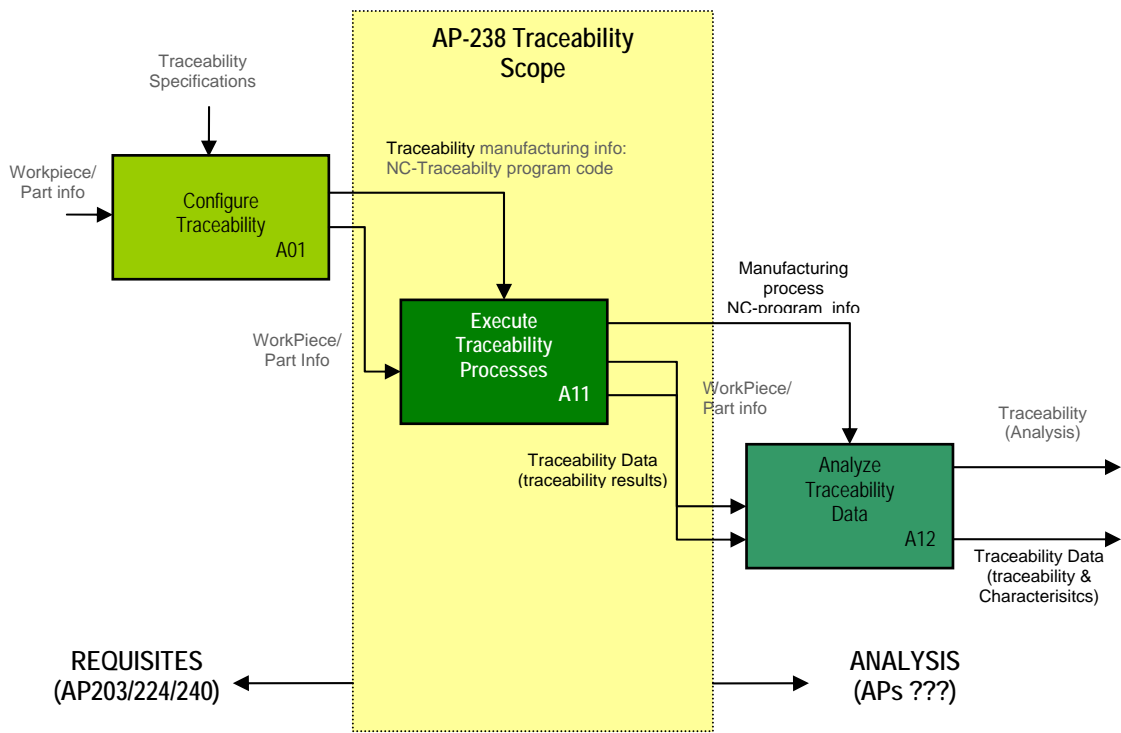 AP-238 Traceability
Scope
Traceability
Specifications
Traceability manufacturing info:
NC-Traceabilty program code
Workpiece/
Part info
Configure
Traceability
A01
Manufacturing
process
NC-program  info
Execute
Traceability
Processes
A11
WorkPiece/
Part Info
WorkPiece/
Part info
Traceability
(Analysis)
Traceability Data
(traceability results)
Analyze
Traceability
Data
A12
Traceability Data
(traceability &
Characterisitcs)
REQUISITES
(AP203/224/240)
ANALYSIS
(APs ???)